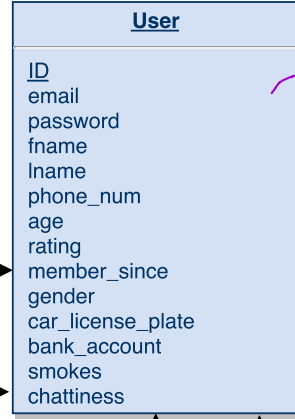 User
ID
email
password
fname
lname
phone_num
age
rating
member_since
gender
car_license_plate
bank_account
smokes
chattiness